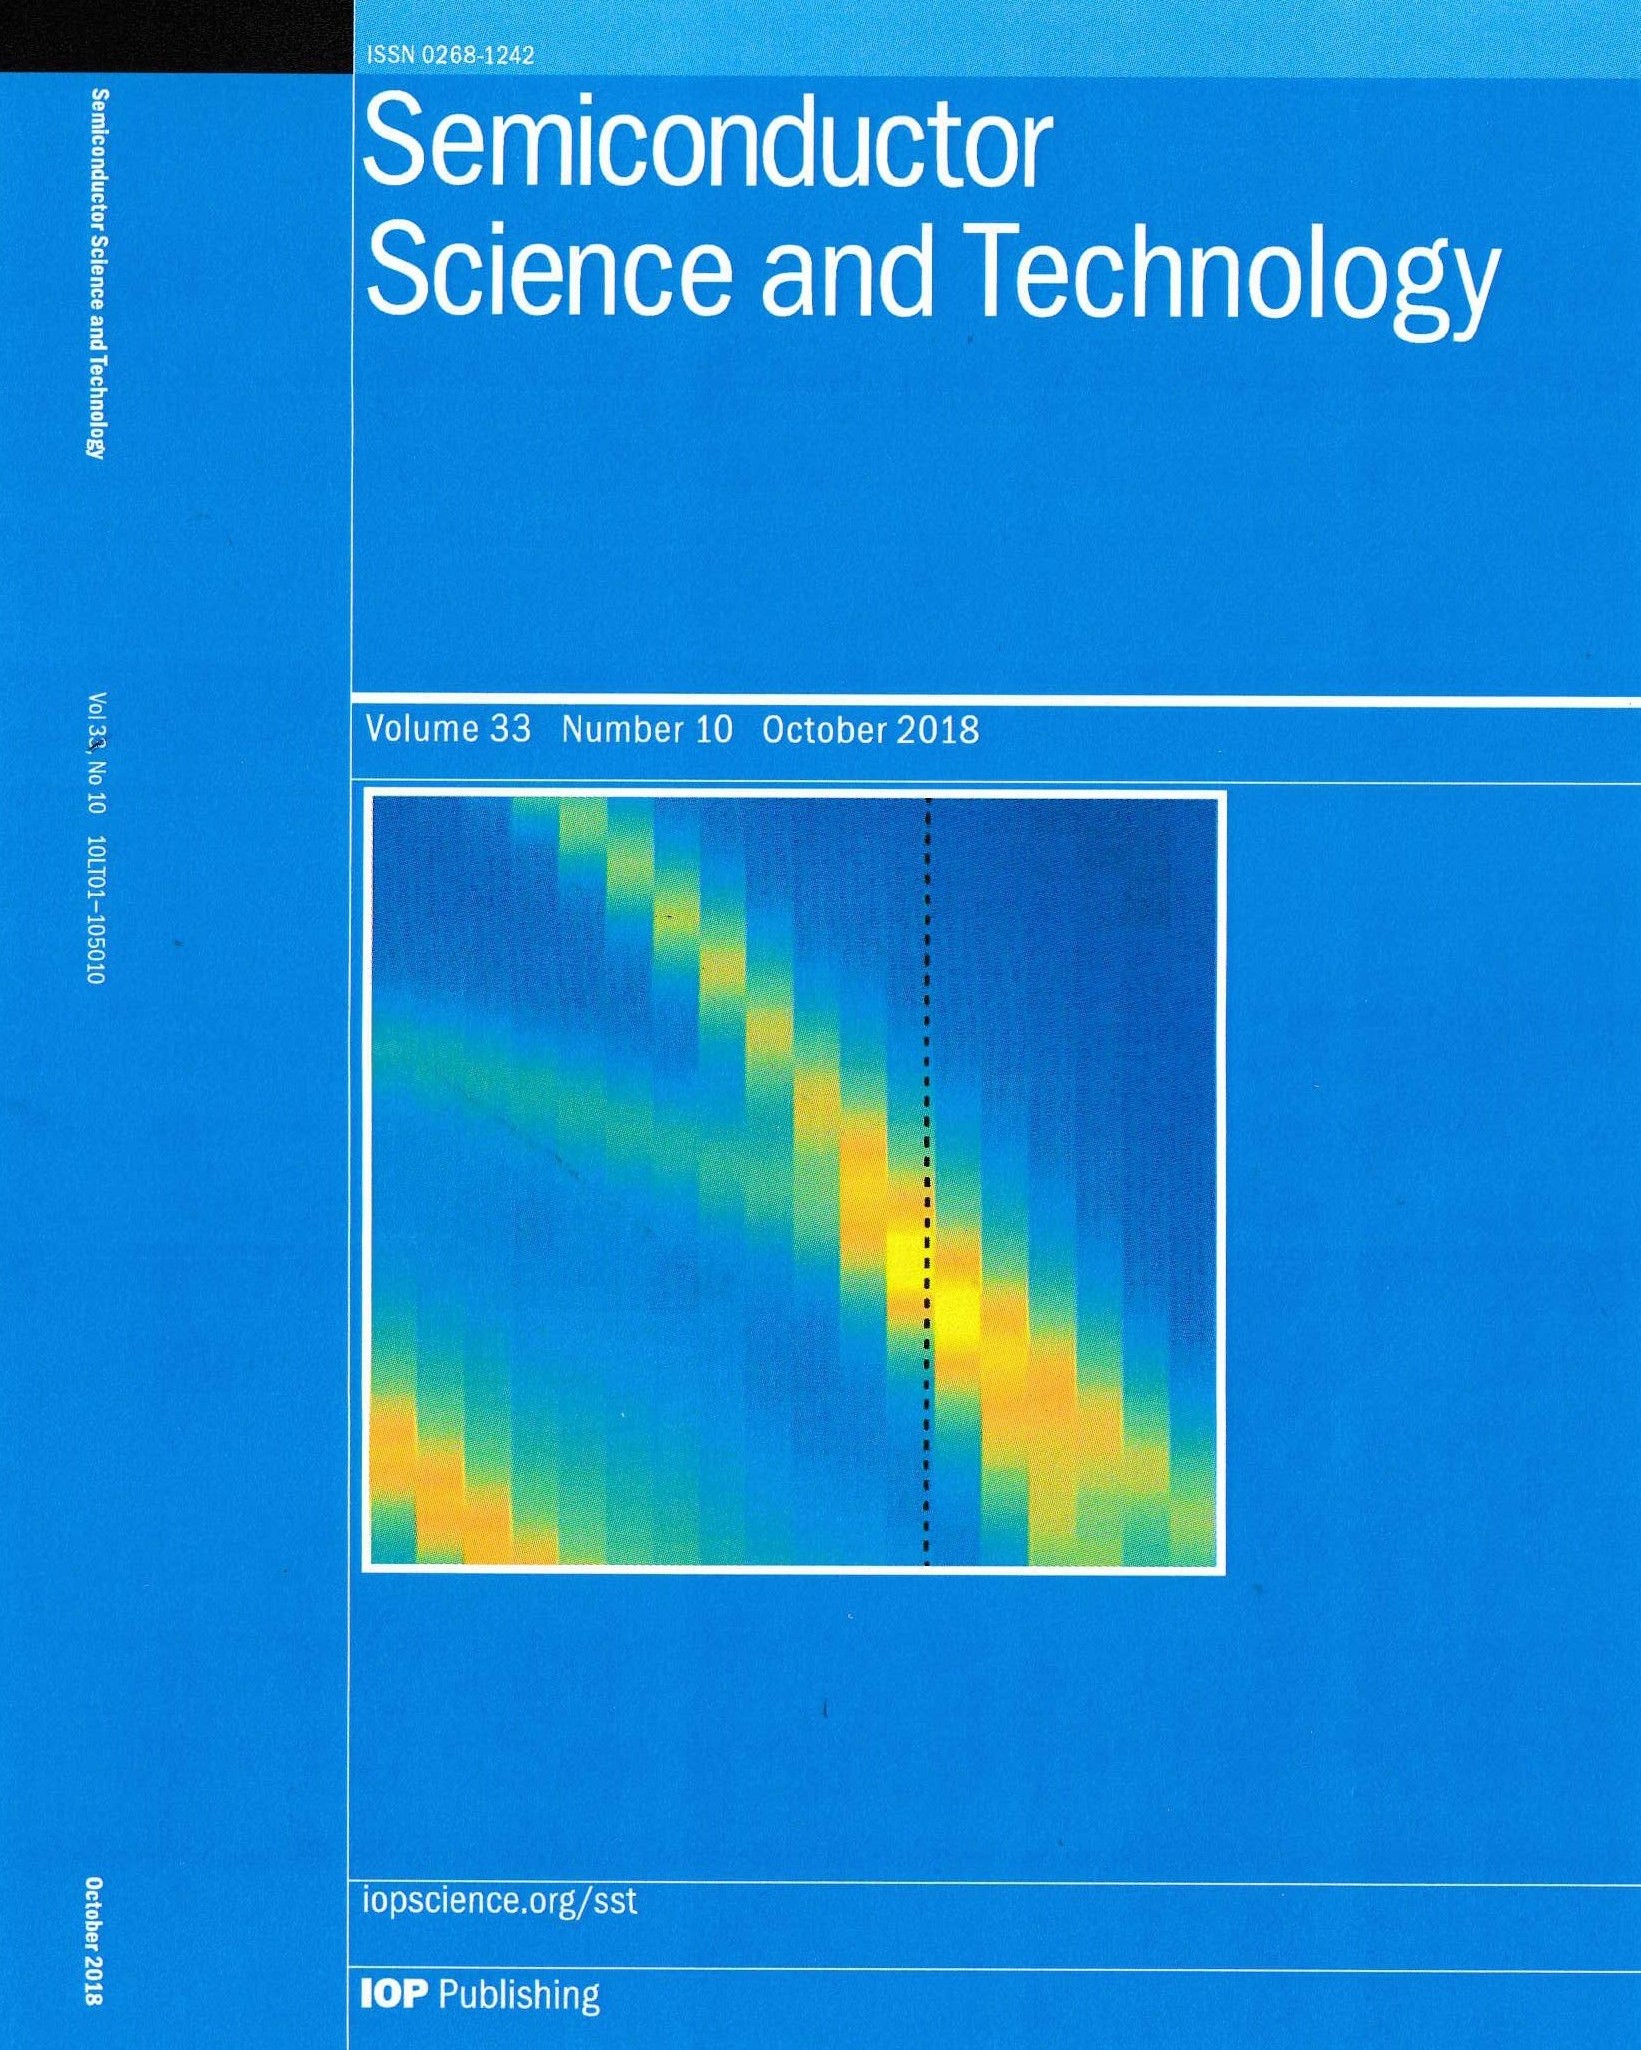 ISSN 0268-1242
Semiconductor
Science and Technology
Volume 33 Number 10 October 2018
iopscience.org/sst
IOP Publishing
Semiconductor Science and Technology
Vol 33, No 10 10LT01–105010
October 2018